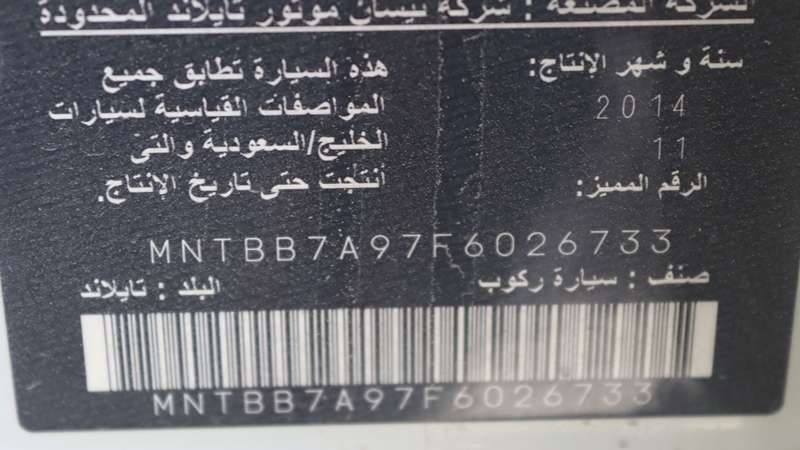 الشركة المصنعة : شركة نيسان موتور تايلاند المحدودة
سنة و شهر الإنتاج:
2014
11
الرقم المميز:
هذه السيارة تطابق جميع
المواصفات القياسية لسيارات
الخليج/السعودية والتى
أنتجت حتى تاريخ الإنتاج.
MNTBB7A97F6026733
صنف : سيارة ركوب
البلد : تايلاند
MNTBB7A97F6026733